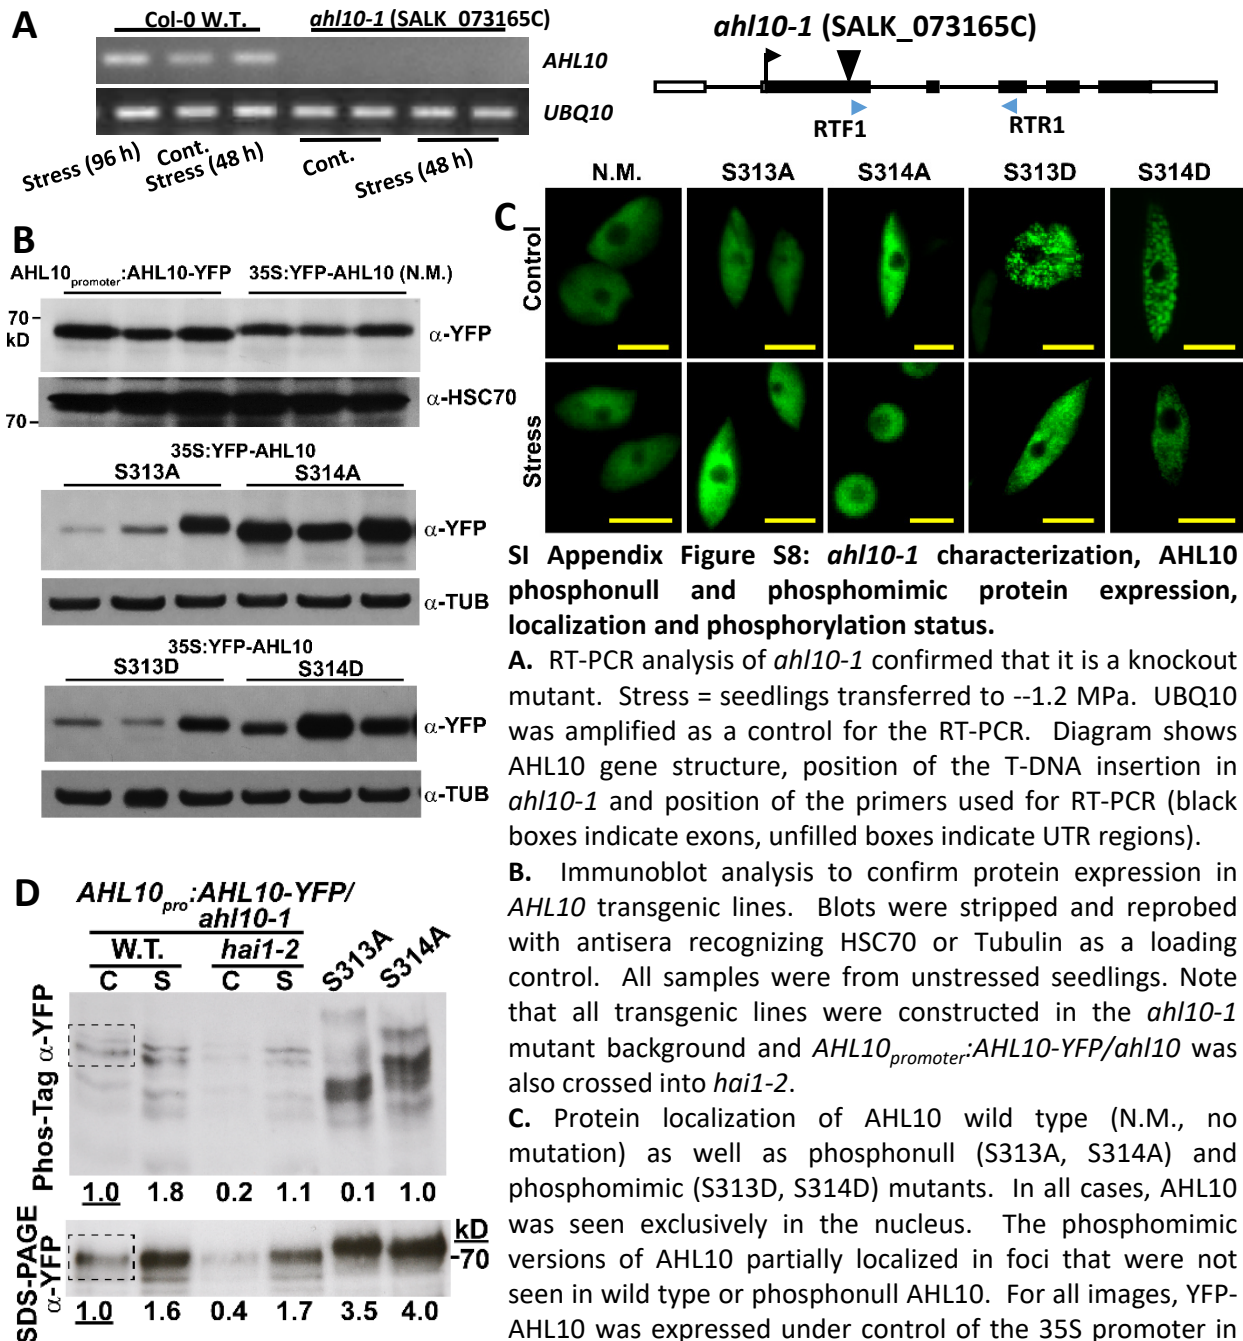 A
Col-0 W.T.
ahl10-1 (SALK_073165C)
AHL10
UBQ10
Stress (96 h)
Cont.
Stress (48 h)
Cont.
Stress (48 h)
ahl10-1 (SALK_073165C)
RTF1
RTR1
B
AHL10promoter:AHL10-YFP
35S:YFP-AHL10 (N.M.)
70
kD
α-YFP
α-HSC70
70
35S:YFP-AHL10
S313A
S314A
α-YFP
α-TUB
35S:YFP-AHL10
S313D
S314D
α-YFP
α-TUB
C
N.M.
S313A
S314A
S313D
S314D
Control
Stress
D
AHL10pro:AHL10-YFP/
ahl10-1
W.T.
hai1-2
S313A
S314A
C S C S
Phos-Tag α-YFP
1.0 1.8 0.2 1.1 0.1 1.0
SDS-PAGE
α-YFP
kD
-70
1.0 1.6 0.4 1.7 3.5 4.0
SI Appendix Figure S8: ahl10-1 characterization, AHL10
phosphonull and phosphomimic protein expression,
localization and phosphorylation status.
A. RT-PCR analysis of ahl10-1 confirmed that it is a knockout
mutant. Stress = seedlings transferred to --1.2 MPa. UBQ10
was amplified as a control for the RT-PCR. Diagram shows
AHL10 gene structure, position of the T-DNA insertion in
ahl10-1 and position of the primers used for RT-PCR (black
boxes indicate exons, unfilled boxes indicate UTR regions).
B. Immunoblot analysis to confirm protein expression in
AHL10 transgenic lines. Blots were stripped and reprobed
with antisera recognizing HSC70 or Tubulin as a loading
control. All samples were from unstressed seedlings. Note
that all transgenic lines were constructed in the ahl10-1
mutant background and AHL10promoter:AHL10-YFP/ahl10 was
also crossed into hai1-2.
C. Protein localization of AHL10 wild type (N.M., no
mutation) as well as phosphonull (S313A, S314A) and
phosphomimic (S313D, S314D) mutants. In all cases, AHL10
was seen exclusively in the nucleus. The phosphomimic
versions of AHL10 partially localized in foci that were not
seen in wild type or phosphonull AHL10. For all images, YFP-
AHL10 was expressed under control of the 35S promoter in